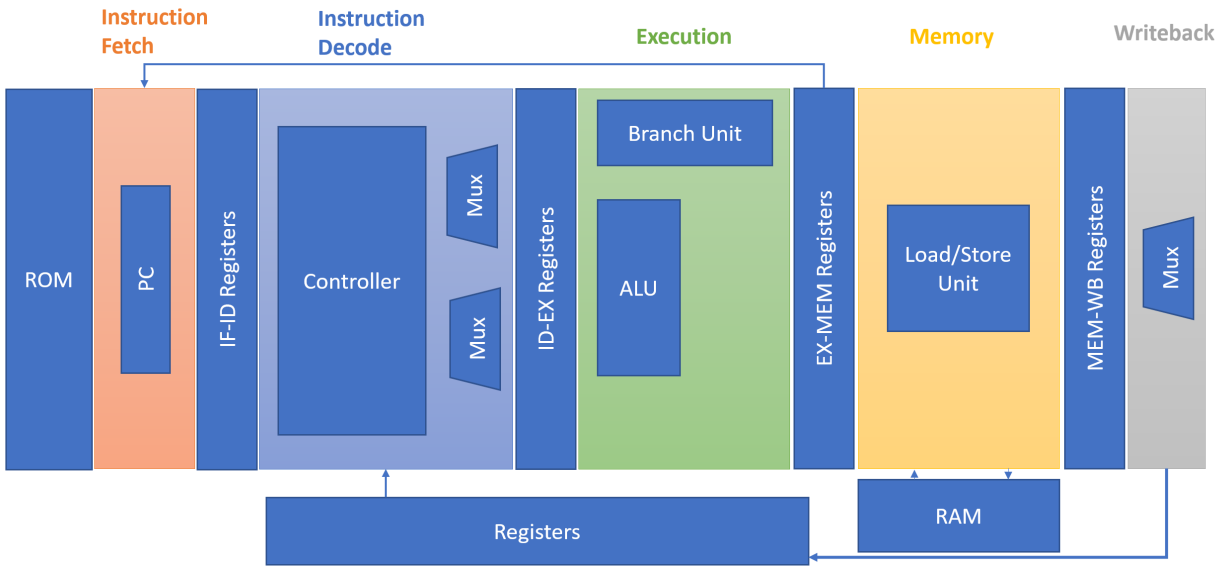 Instruction
Fetch
Instruction
Decode
Execution
Memory
Writeback
ROM
PC
IF-ID Registers
Controller
Mux
Mux
ID-EX Registers
Branch Unit
ALU
EX-MEM Registers
Load/Store
Unit
MEM-WB Registers
Mux
Registers
RAM